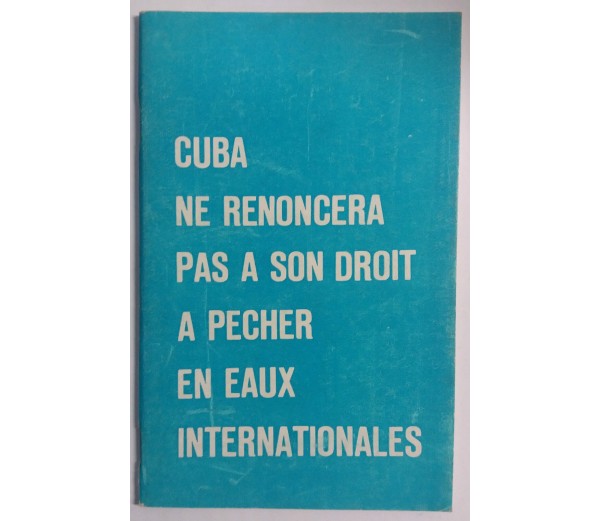 CUBA
NE RENONCERA
PAS A SON DROIT
A PECHER
EN EAUX
INTERNATIONALES